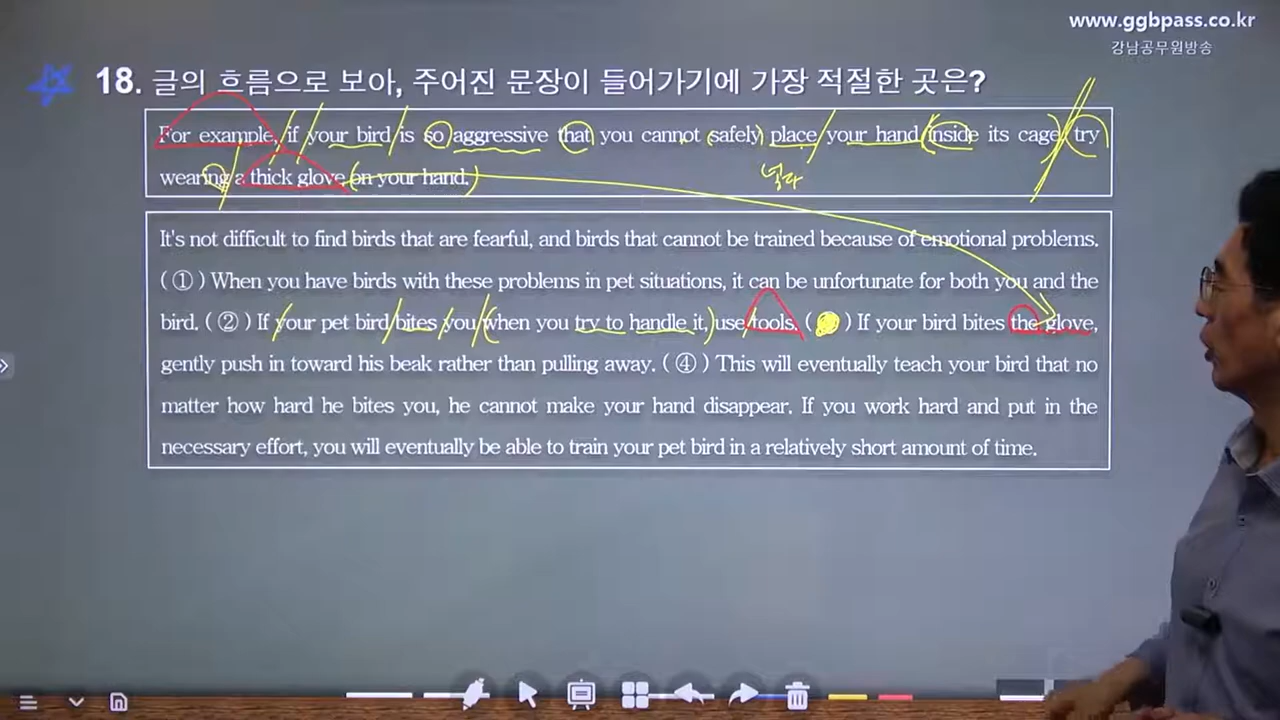 www.ggbpass.co.kr
강남공무원방송
18. 글의 흐름으로 보아, 주어진 문장이 들어가기에 가장 적절한 곳은?
For example, if your bird is so aggressive that you cannot safely place your hand inside its cage, try
wearing a thick glove on your hand.
넣다
It's not difficult to find birds that are fearful, and birds that cannot be trained because of emotional problems.
( ① ) When you have birds with these problems in pet situations, it can be unfortunate for both you and the
bird. ( ② ) If your pet bird bites you when you try to handle it, use tools. ( ) If your bird bites the glove,
gently push in toward his beak rather than pulling away. ( ④ ) This will eventually teach your bird that no
matter how hard he bites you, he cannot make your hand disappear. If you work hard and put in the
necessary effort, you will eventually be able to train your pet bird in a relatively short amount of time.